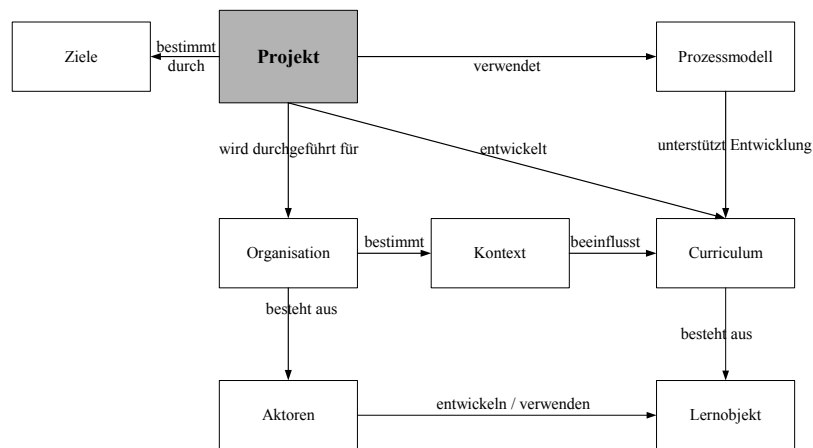 bestimmt
Ziele
Projekt
Prozessmodell
durch
verwendet
wird durchgeführt für
entwickelt
unterstützt Entwicklung
bestimmt
beeinflusst
Organisation
Kontext
Curriculum
besteht aus
besteht aus
entwickeln / verwenden
Aktoren
Lernobjekt